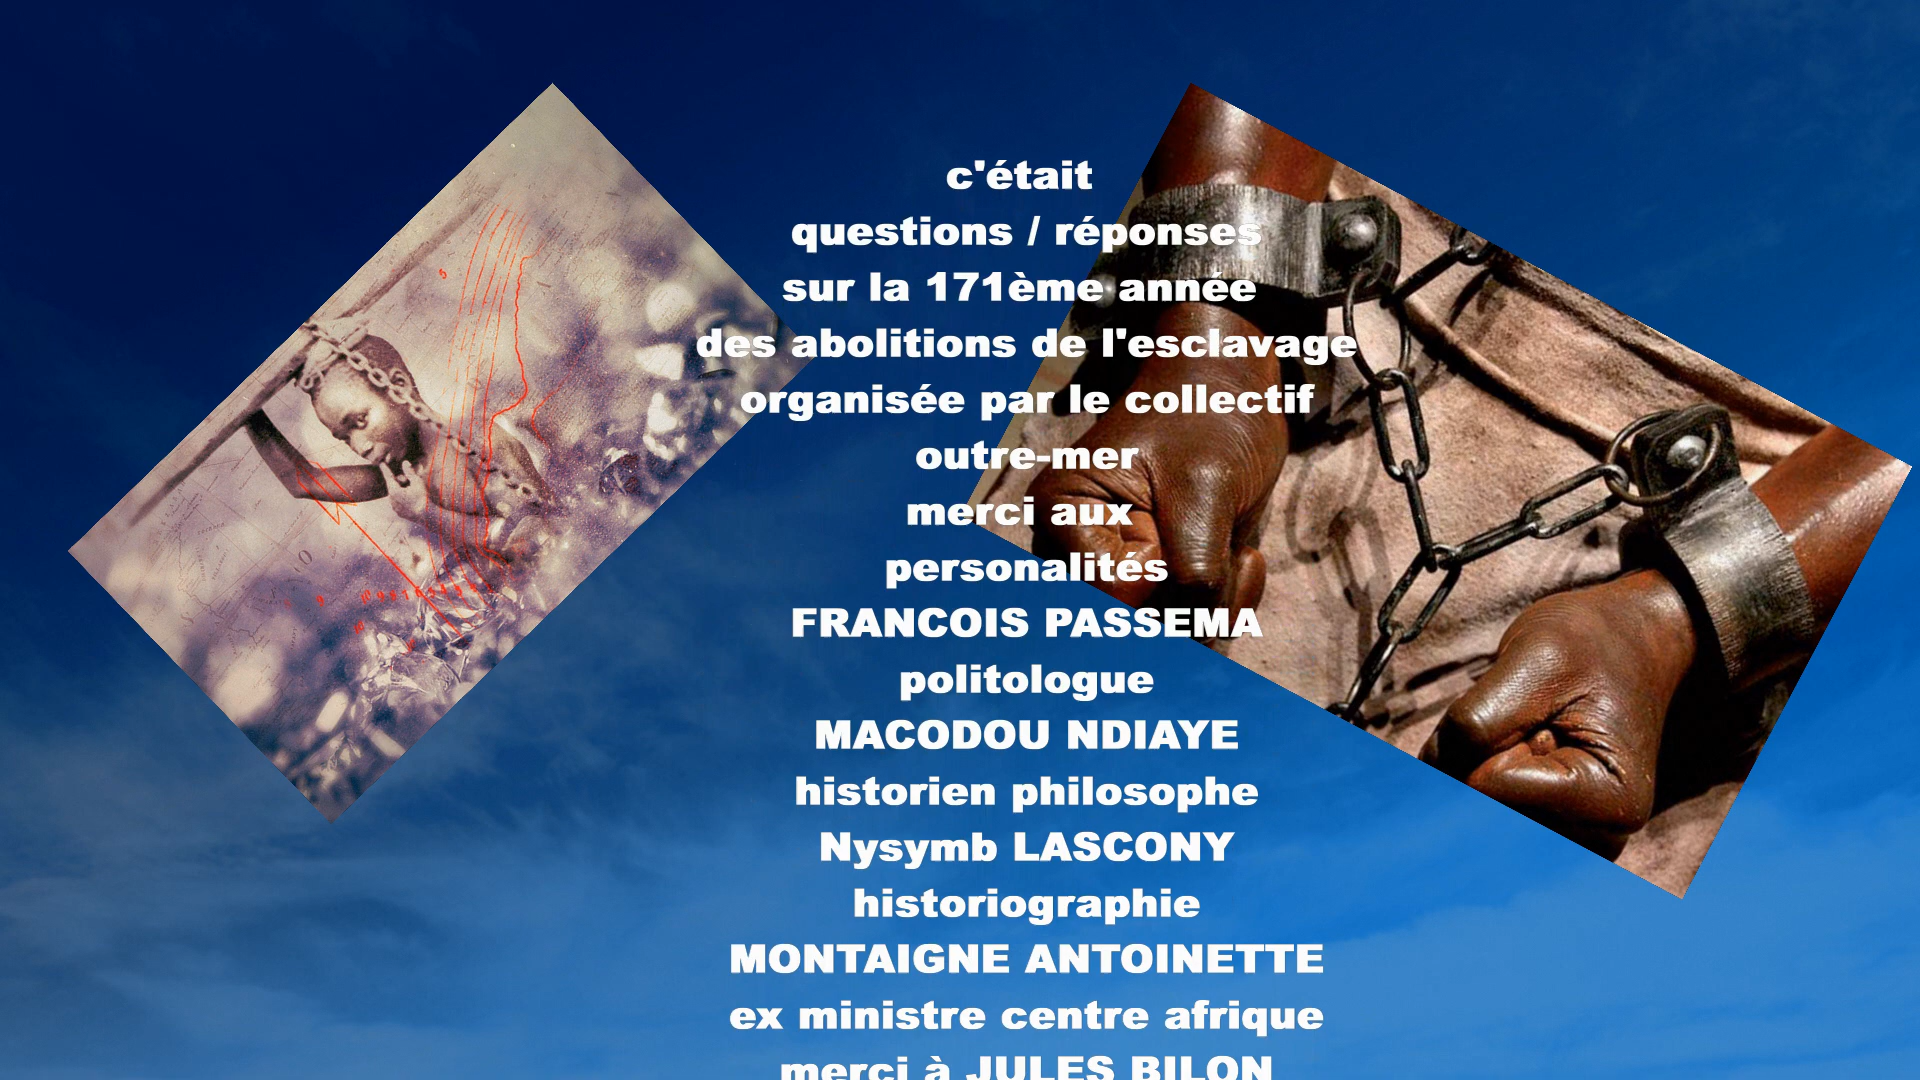 c'était
questions / réponses
sur la 171ème année
des abolitions de l'esclavage
organisée par le collectif
outre-mer
merci aux
personalités
FRANCOIS PASSEMA
politologue
MACODOU NDIAYE
historien philosophe
Nysymb LASCONY
historiographie
MONTAIGNE ANTOINETTE
ex ministre centre afrique
merci à JULES BILON